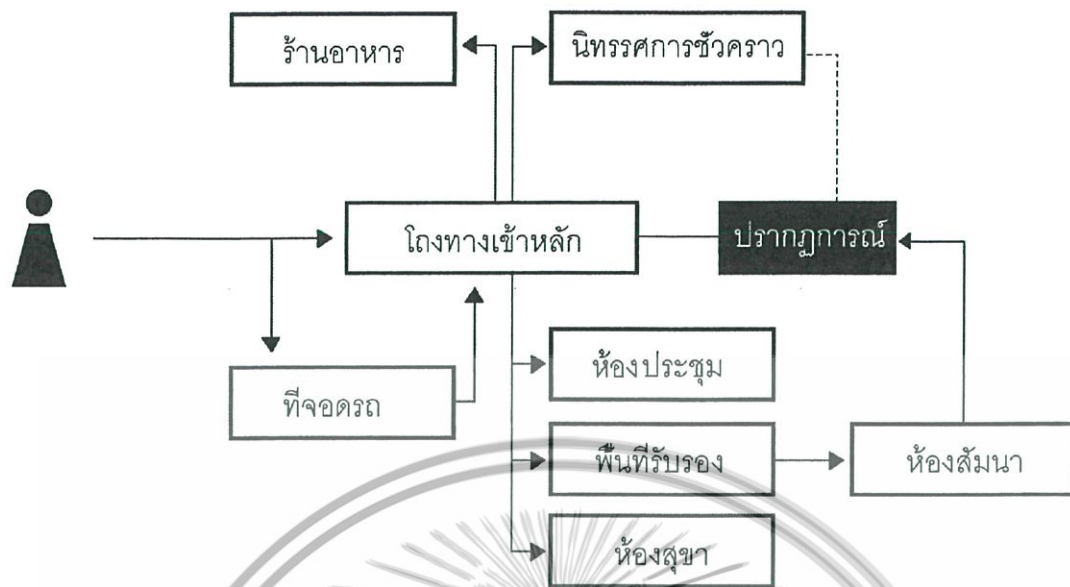 ร้านอาหาร
นิทรรศการชั่วคราว
โถงทางเข้าหลัก
ปรากฏการณ์
ห้องประชุม
ที่จอดรถ
พื้นที่รับรอง
ห้องสัมนา
ห้องสุขา